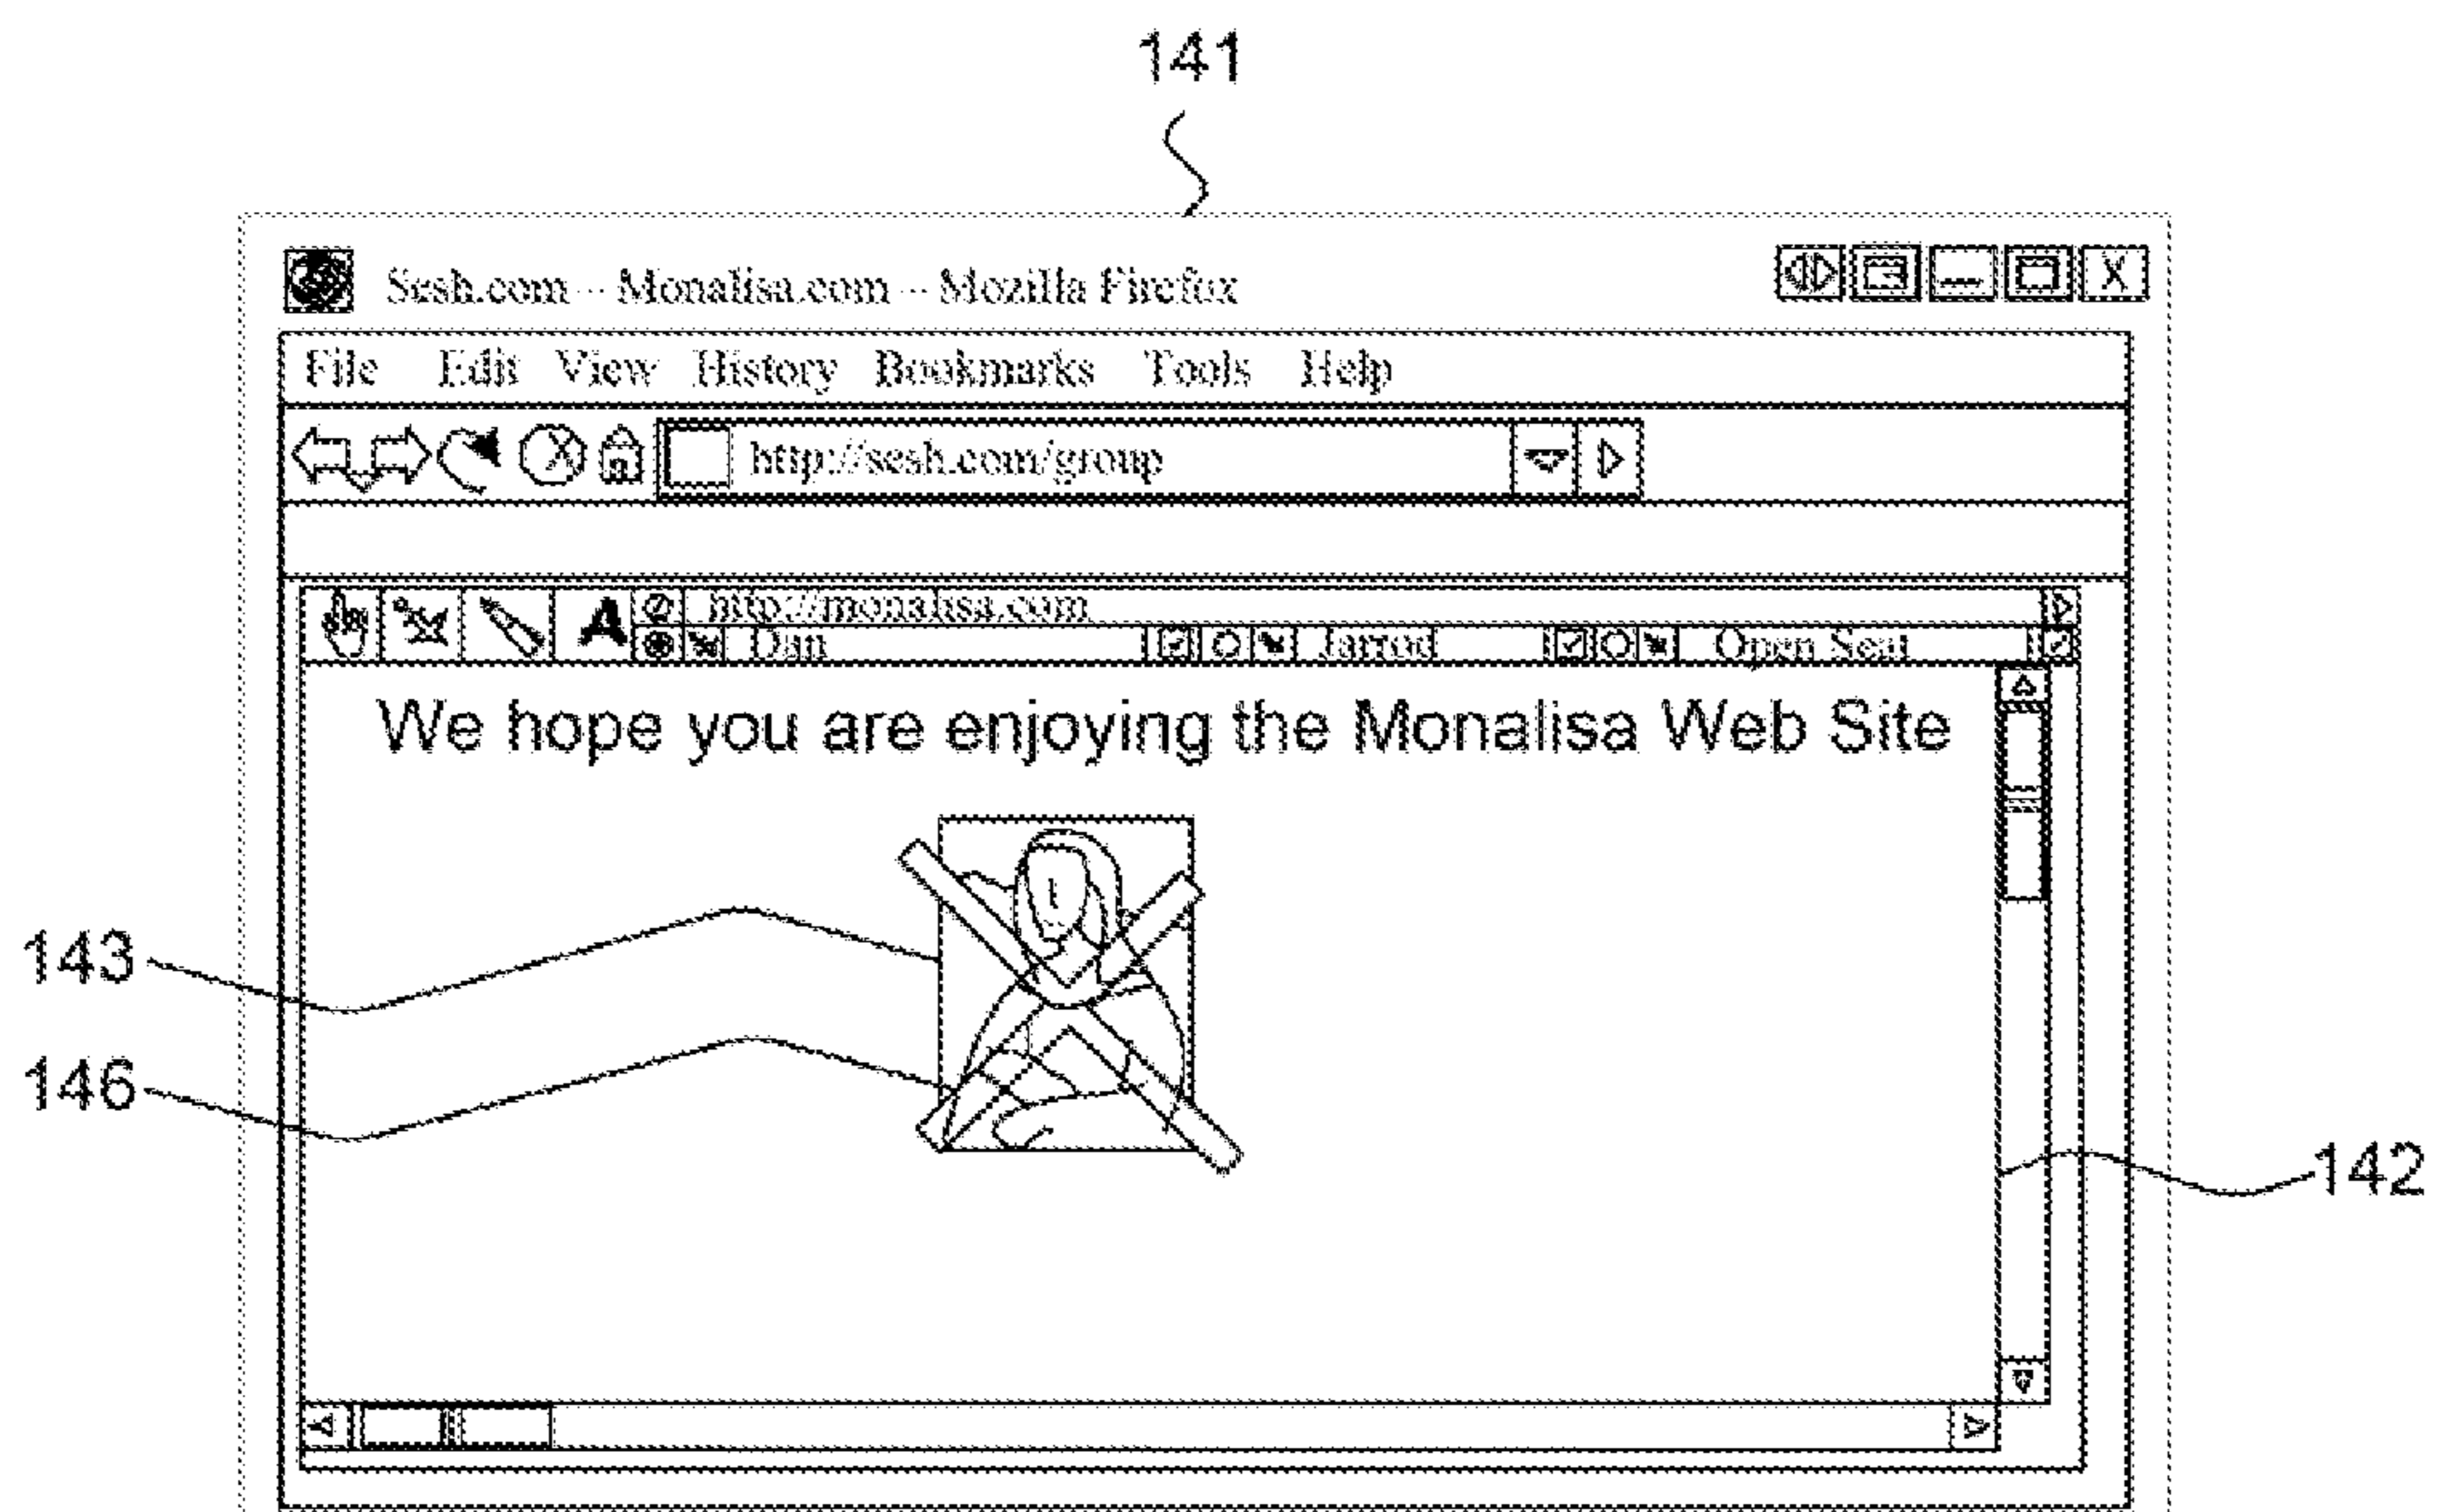 141
Sesh.com – Monalisa.com – Mozilla Firefox
X
File Edit View History Bookmarks Tools Help
http://sesh.com/group
A http://monalisa.com
Dan Jarrod Open Seat
We hope you are enjoying the Monalisa Web Site
143
146
142